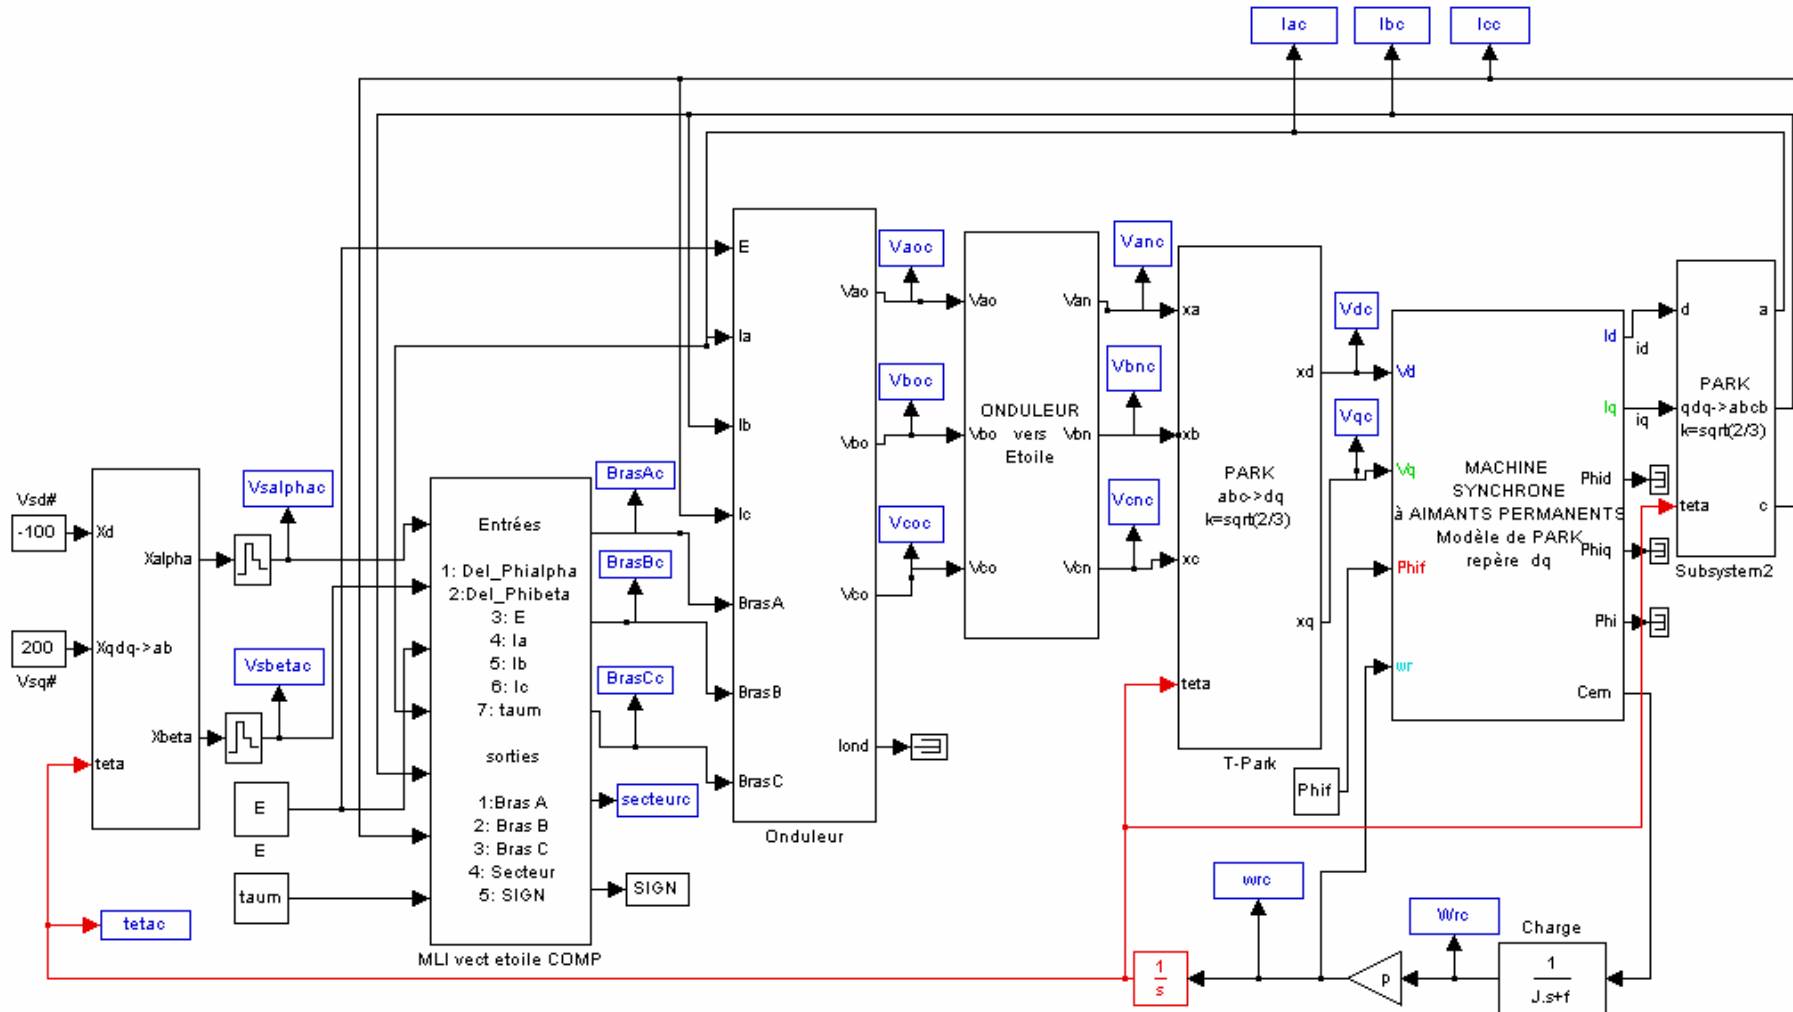 Iac
Ibc
Icc
Vsd#
-100
200
Vsq#
Xd
Xqdq->ab
teta
Xalpha
Xbeta
Vsalphac
Vsbetac
E
E
taum
tetac
Entrées
1: Del_Phialpha
2:Del_Phibeta
3: E
4: Ia
5: Ib
6: Ic
7: taum
sorties
1:Bras A
2: Bras B
3: Bras C
4: Secteur
5: SIGN
MLI vect etoile COMP
BrasAc
BrasBc
BrasCc
secteurc
SIGN
E
Ia
Ib
Ic
BrasA
BrasB
BrasC
Vao
Vbo
Vco
Iond
Onduleur
Vaoc
Vboc
Vcoc
Vao
Vbo
Vco
ONDULEUR
vers
Etoile
Van
Vbn
Vcn
Vanc
Vbnc
Vcnc
xa
xb
xc
teta
PARK
abc->dq
k=sqrt(2/3)
xd
xq
T-Park
Vdc
Vqc
Phif
Vd
Vq
Phif
wr
MACHINE
SYNCHRONE
à AIMANTS PERMANENTS
Modèle de PARK
repère dq
Id
Iq
Phid
Phiq
Phi
Cem
id
iq
d
teta
PARK
qdq->abcb
k=sqrt(2/3)
a
c
Subsystem2
wrc
Wrc
Charge
1
s
p
1
J.s+f